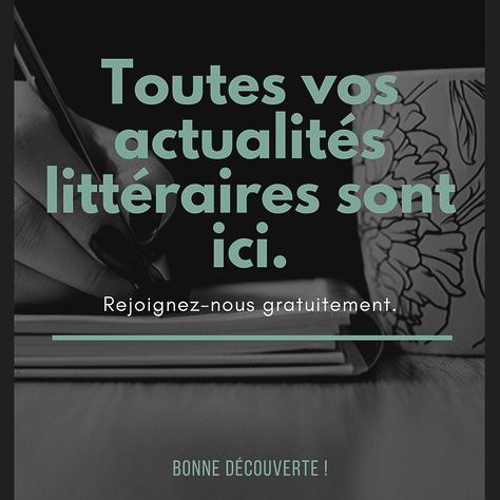 Toutes vos
actualités
littéraires sont
ici.
Rejoignez-nous gratuitement.
BONNE DÉCOUVERTE !